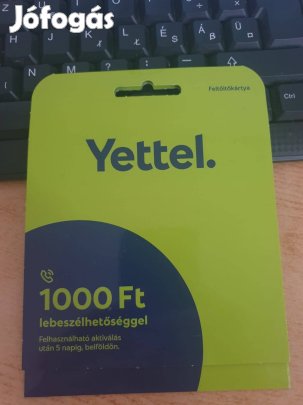 Jófogás
Feltöltőkártya
Yettel.
1000 Ft
lebeszélhetőséggel
Felhasználható aktiválás
után 5 napig, belföldön.